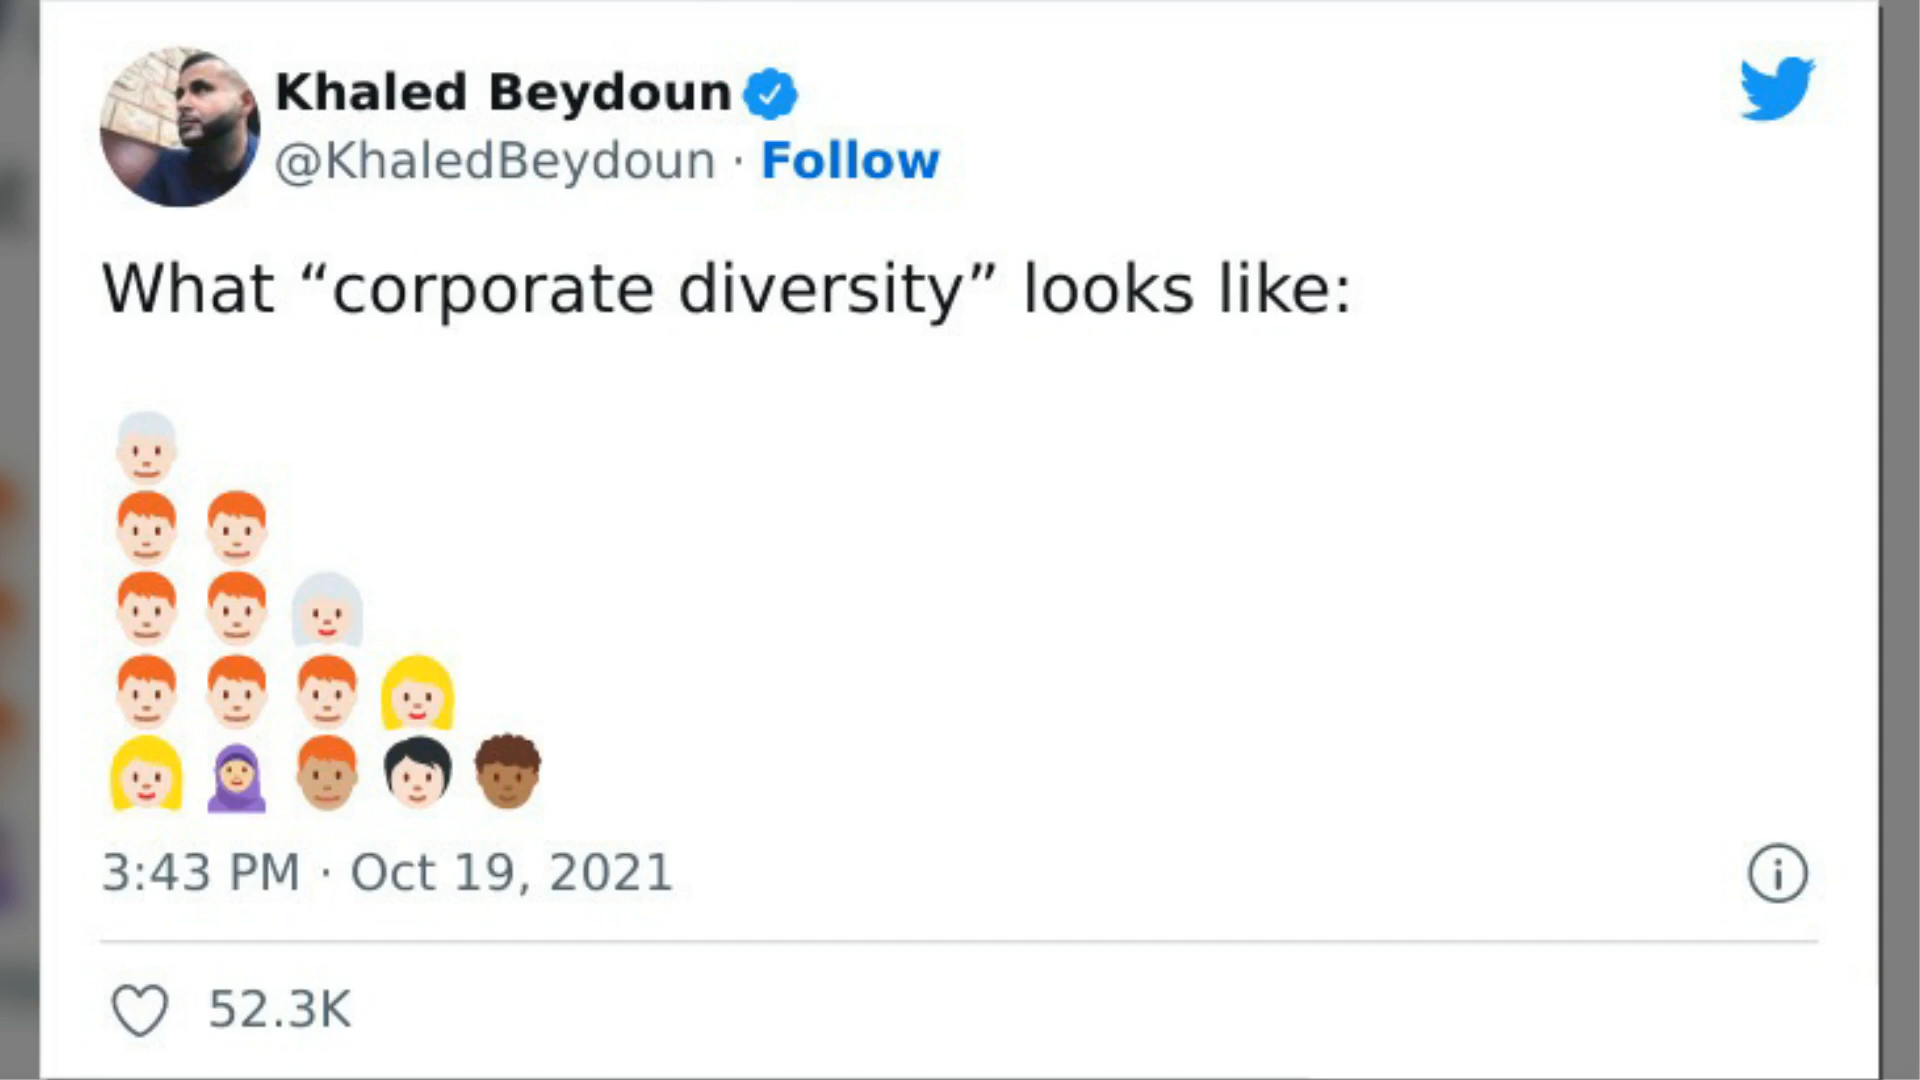 Khaled Beydoun
@KhaledBeydoun · Follow
What “corporate diversity” looks like:
3:43 PM · Oct 19, 2021
52.3K